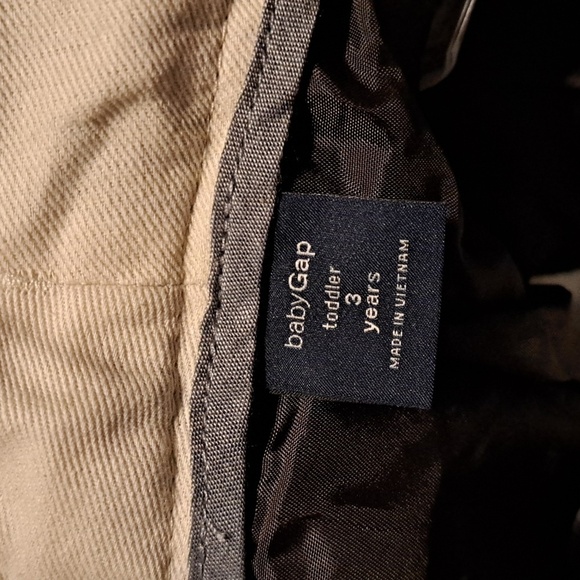 babyGap
toddler
3
years
MADE IN VIETNAM